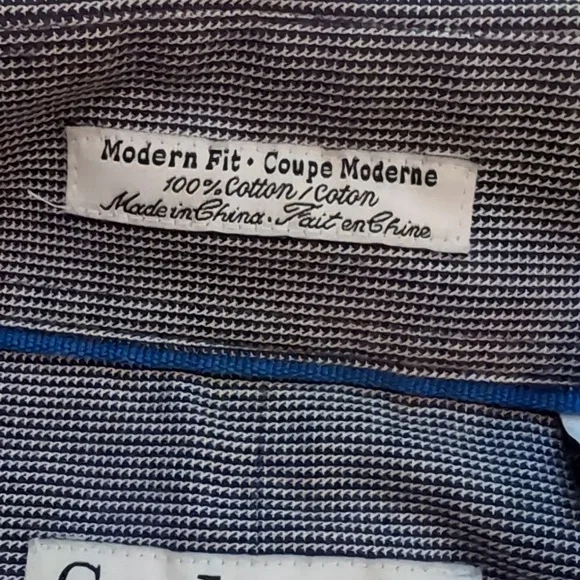 Modern Fit • Coupe Moderne
100% Cotton / Coton
Made in China • Fait en Chine